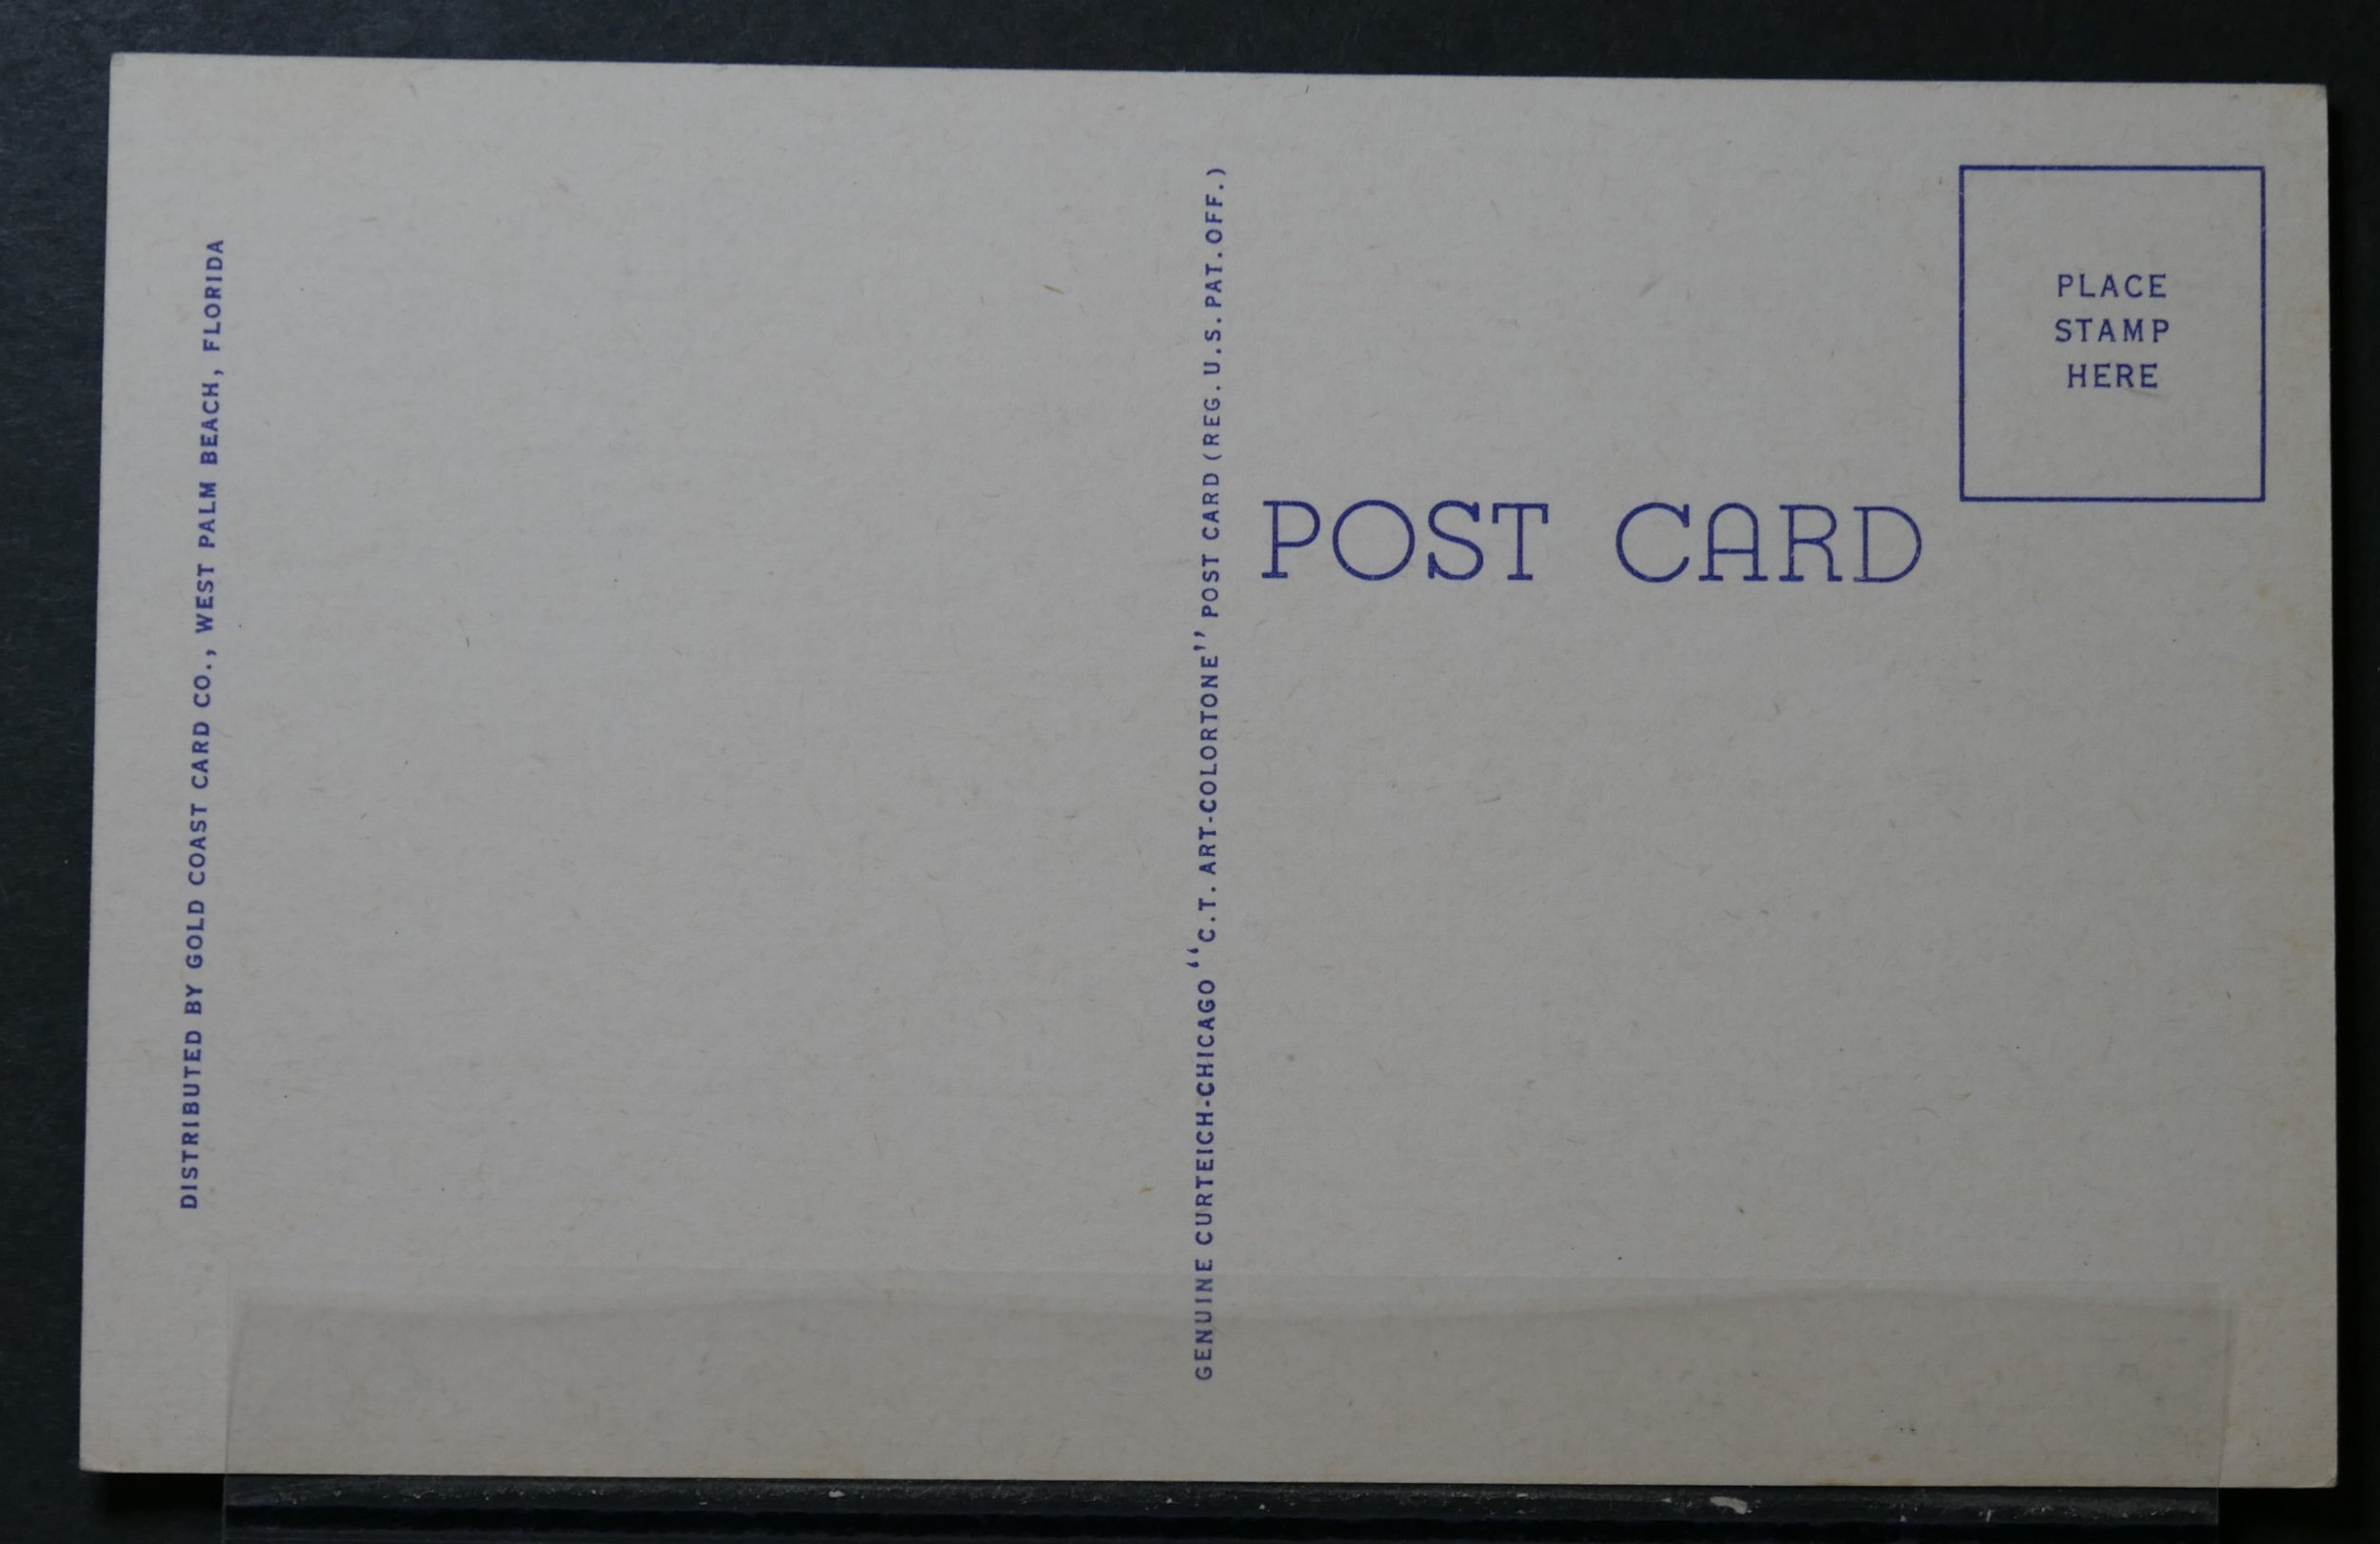 DISTRIBUTED BY GOLD COAST CARD CO., WEST PALM BEACH, FLORIDA
GENUINE CURTEICH-CHICAGO “C.T. ART-COLORTONE” POST CARD (REG. U.S. PAT. OFF.)
POST CARD
PLACE
STAMP
HERE